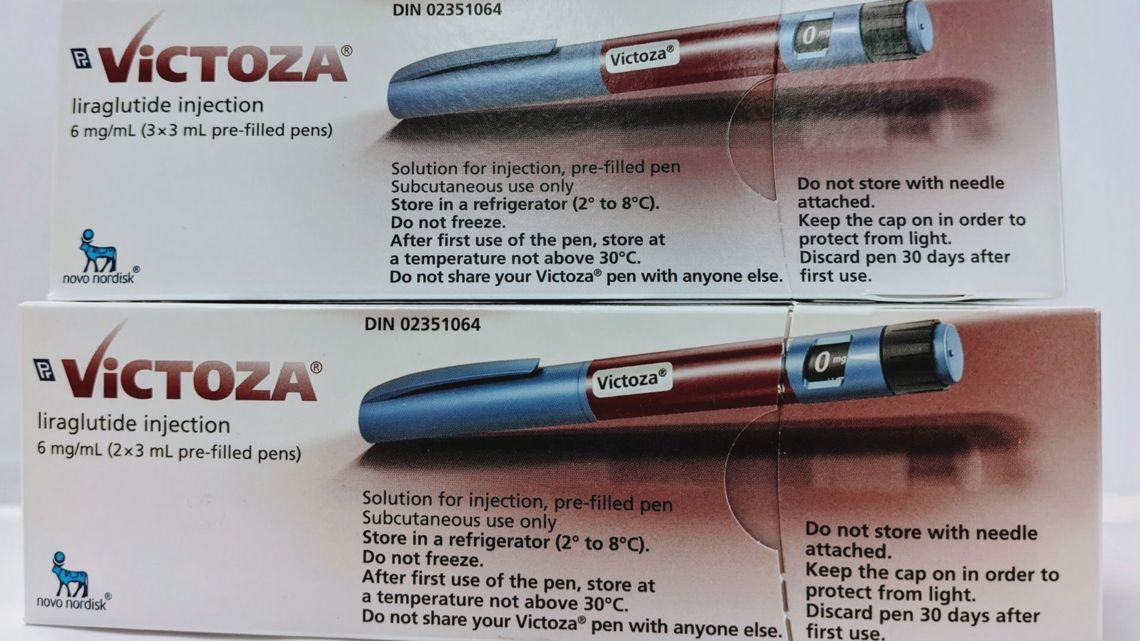 DIN 02351064
Pr VICTOZA®
liraglutide injection
6 mg/mL (3×3 mL pre-filled pens)
Victoza®
0 mg
Solution for injection, pre-filled pen
Subcutaneous use only
Store in a refrigerator (2° to 8°C).
Do not freeze.
After first use of the pen, store at
a temperature not above 30°C.
Do not share your Victoza® pen with anyone else.
Do not store with needle
attached.
Keep the cap on in order to
protect from light.
Discard pen 30 days after
first use.
novo nordisk®
DIN 02351064
Pr VICTOZA®
liraglutide injection
6 mg/mL (2×3 mL pre-filled pens)
Victoza®
0 mg
Solution for injection, pre-filled pen
Subcutaneous use only
Store in a refrigerator (2° to 8°C).
Do not freeze.
After first use of the pen, store at
a temperature not above 30°C.
Do not share your Victoza® pen with anyone else.
Do not store with needle
attached.
Keep the cap on in order to
protect from light.
Discard pen 30 days after
first use.
novo nordisk®